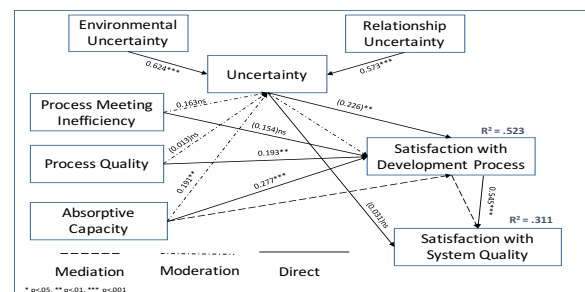 Environmental
Uncertainty
Relationship
Uncertainty
0.624***
0.573***
Uncertainty
Process Meeting
Inefficiency
0.163ns
(0.226)**
(0.154)ns
R² = .523
(0.013)ns
Process Quality
0.193**
Satisfaction with
Development Process
0.191**
0.277***
Absorptive
Capacity
(0.031)ns
0.545***
R² = .311
Satisfaction with
System Quality
Mediation
Moderation
Direct
* p<.05, ** p<.01, *** p<.001